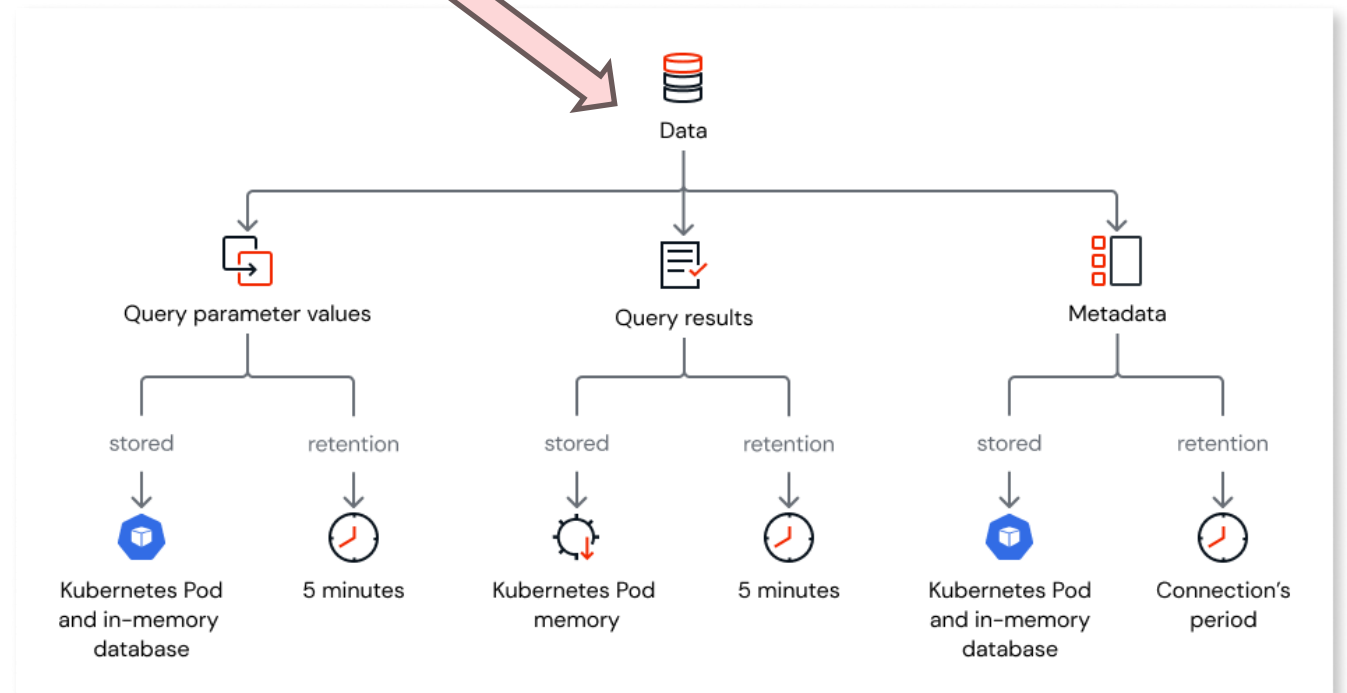 Data
Query parameter values
Query results
Metadata
stored
retention
stored
retention
stored
retention
Kubernetes Pod
and in-memory
database
5 minutes
Kubernetes Pod
memory
5 minutes
Kubernetes Pod
and in-memory
database
Connection’s
period